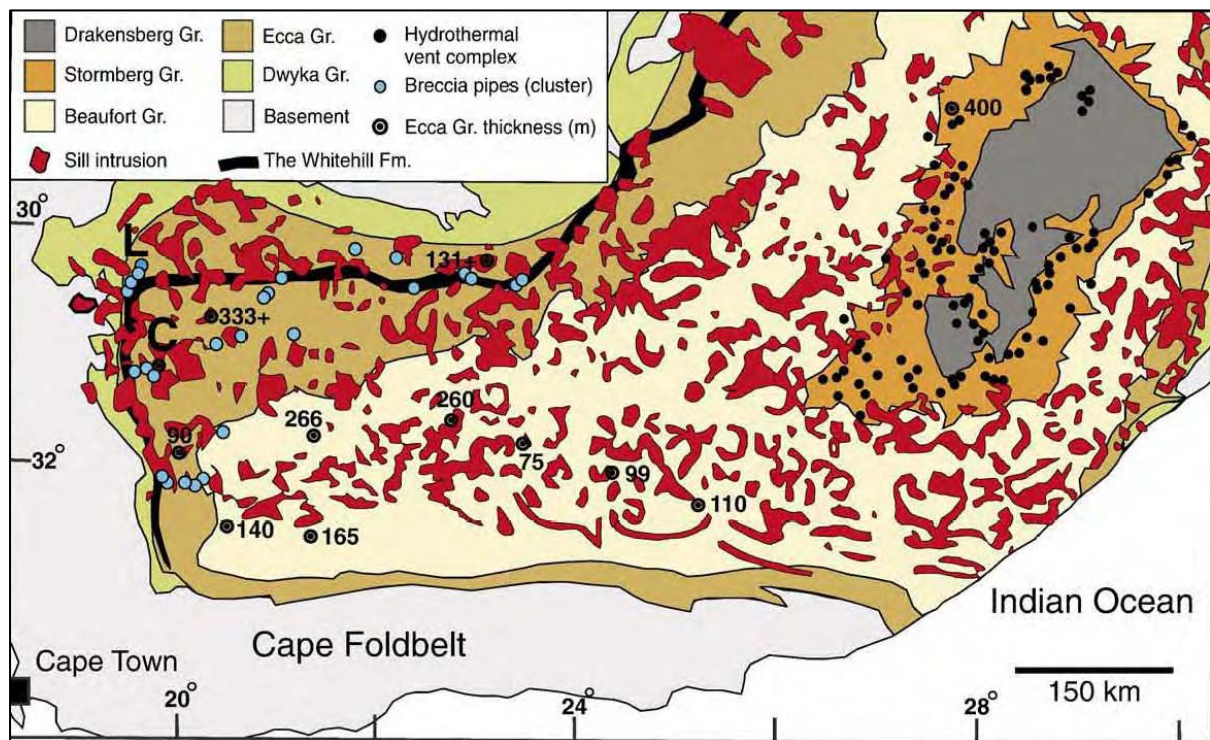 Drakensberg Gr.
Stormberg Gr.
Beaufort Gr.
Sill intrusion
Ecca Gr.
Dwyka Gr.
Basement
The Whitehill Fm.
Hydrothermal
vent complex
Breccia pipes (cluster)
Ecca Gr. thickness (m)
400
30°
L
131+
333+
C
90
266
260
32°
75
99
110
140
165
Indian Ocean
Cape Foldbelt
Cape Town
150 km
20°
24°
28°